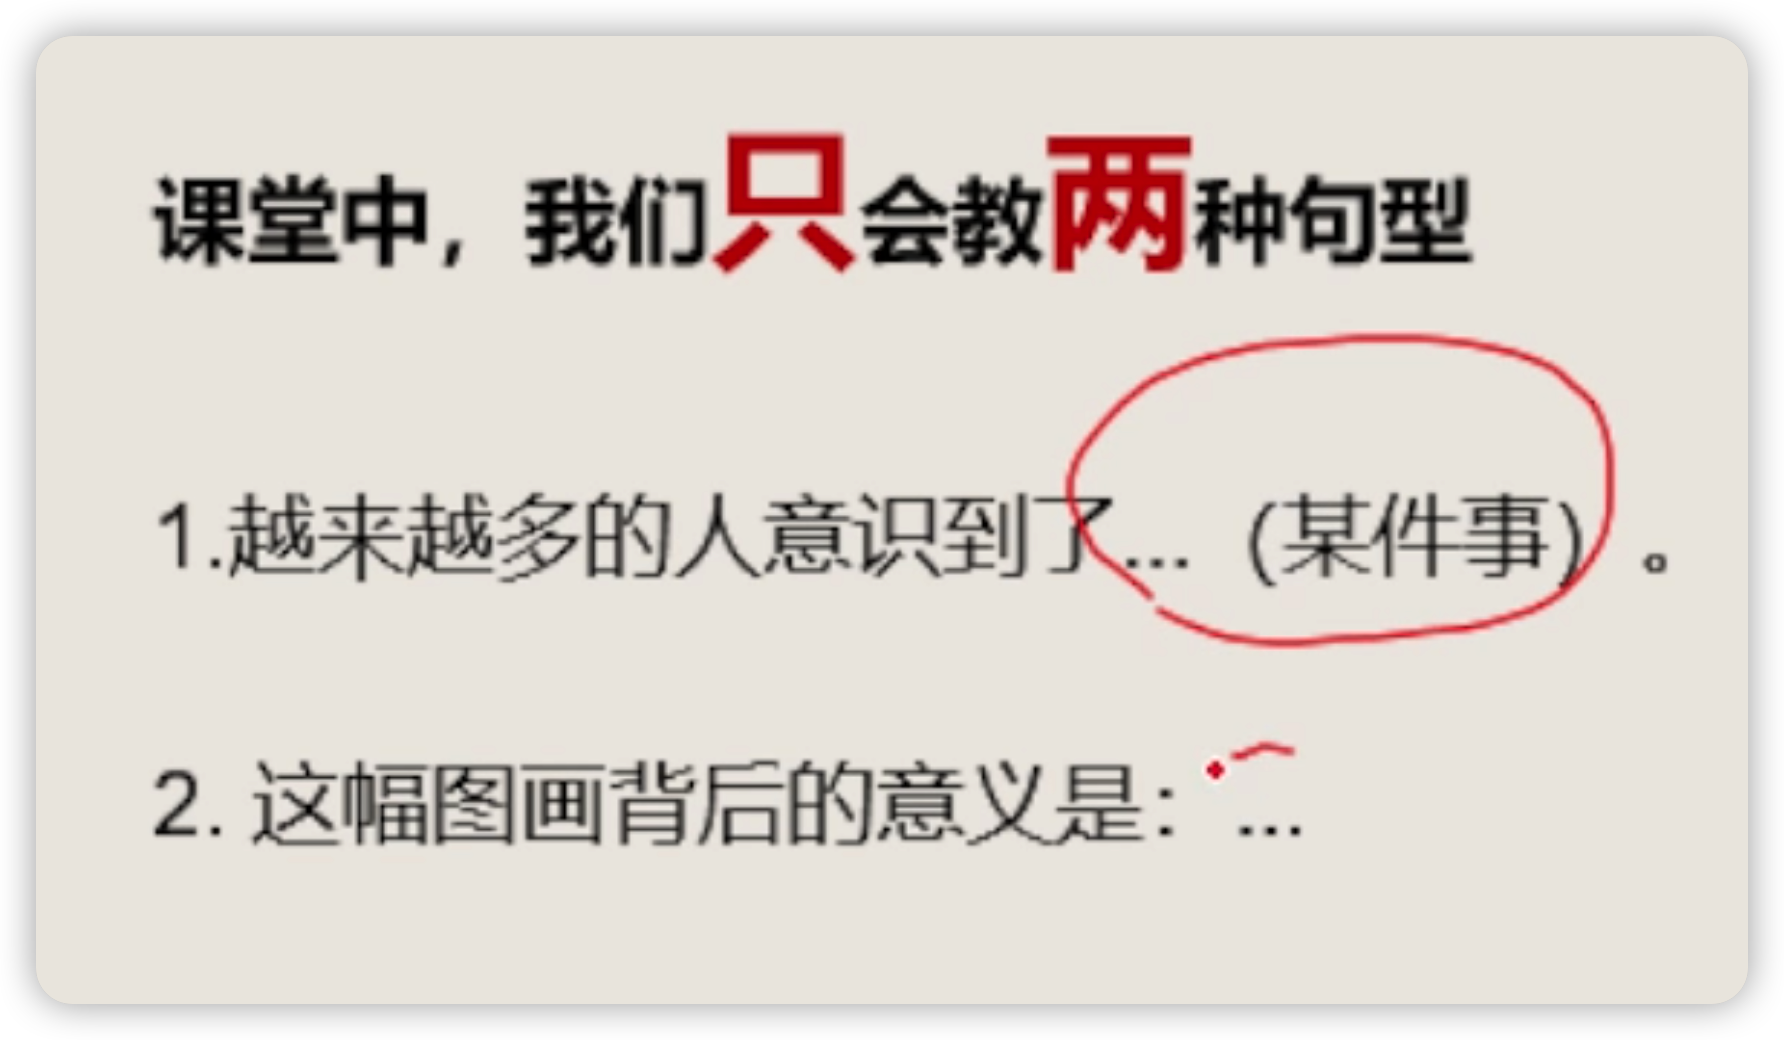 课堂中，我们只会教两种句型
1.越来越多的人意识到了...（某件事）。
2. 这幅图画背后的意义是：...